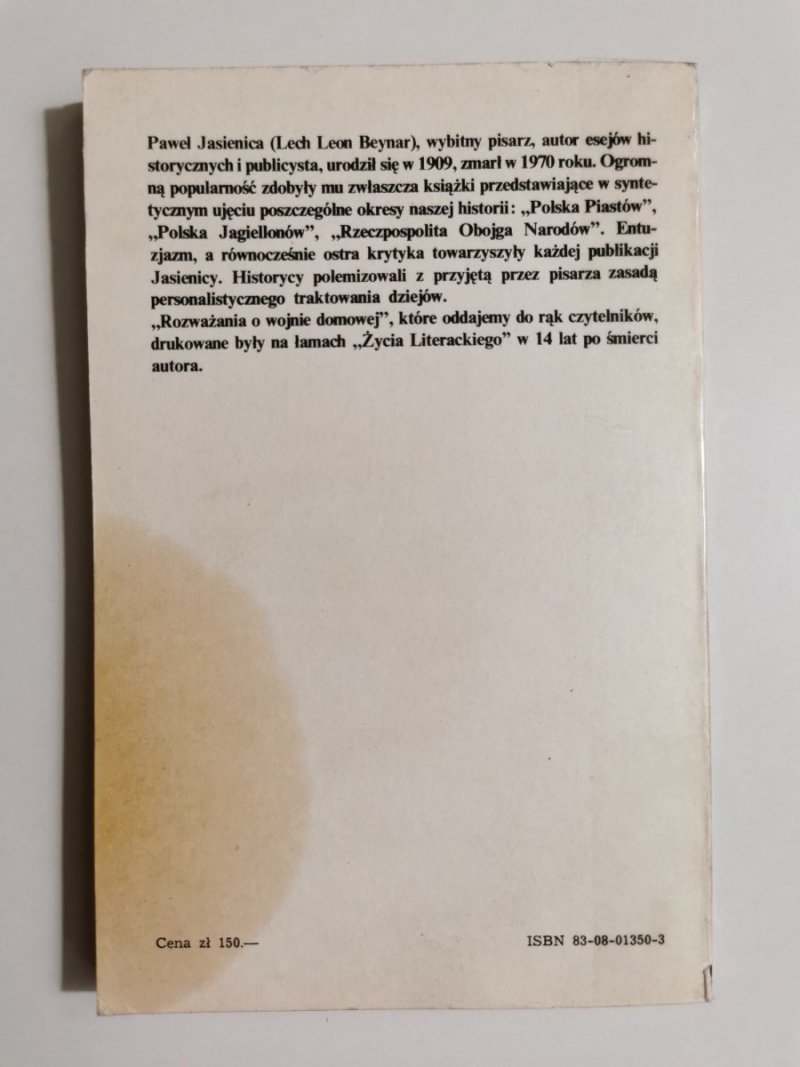 Paweł Jasienica (Lech Leon Beynar), wybitny pisarz, autor esejów hi-
storycznych i publicysta, urodził się w 1909, zmarł w 1970 roku. Ogrom-
ną popularność zdobyły mu zwłaszcza książki przedstawiające w synte-
tycznym ujęciu poszczególne okresy naszej historii: „Polska Piastów”,
„Polska Jagiellonów”, „Rzeczpospolita Obojga Narodów”. Entu-
zjazm, a równocześnie ostra krytyka towarzyszyły każdej publikacji
Jasienicy. Historycy polemizowali z przyjętą przez pisarza zasadą
personalistycznego traktowania dziejów.
„Rozważania o wojnie domowej”, które oddajemy do rąk czytelników,
drukowane były na łamach „Życia Literackiego” w 14 lat po śmierci
autora.
Cena zł 150.—
ISBN 83-08-01350-3